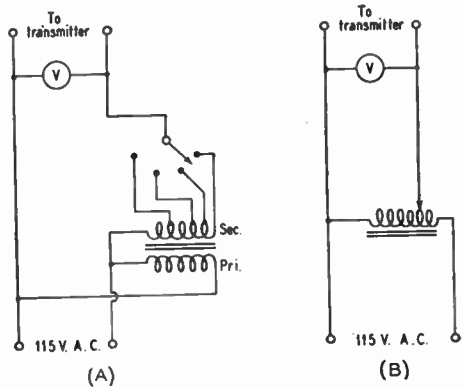 To
transmitter
V
Sec.
Pri.
115 V. A.C.
(A)
To
transmitter
V
115 V. A.C.
(B)